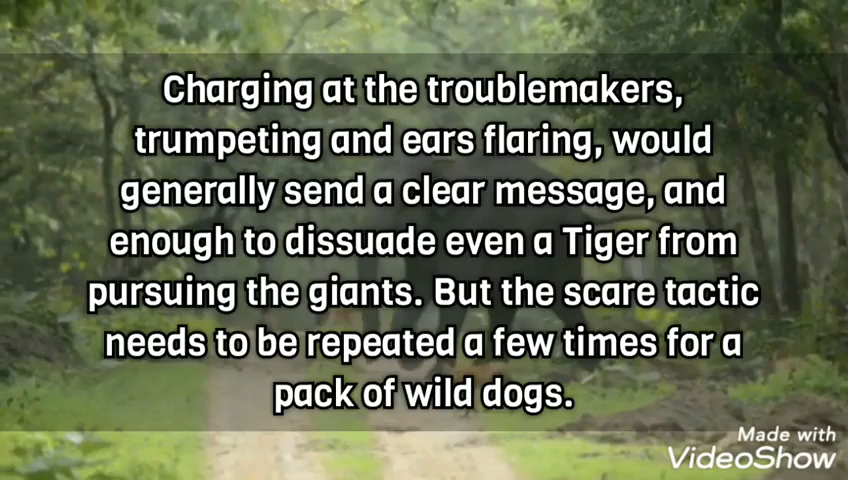 Charging at the troublemakers,
trumpeting and ears flaring, would
generally send a clear message, and
enough to dissuade even a Tiger from
pursuing the giants. But the scare tactic
needs to be repeated a few times for a
pack of wild dogs.
Made with
VideoShow